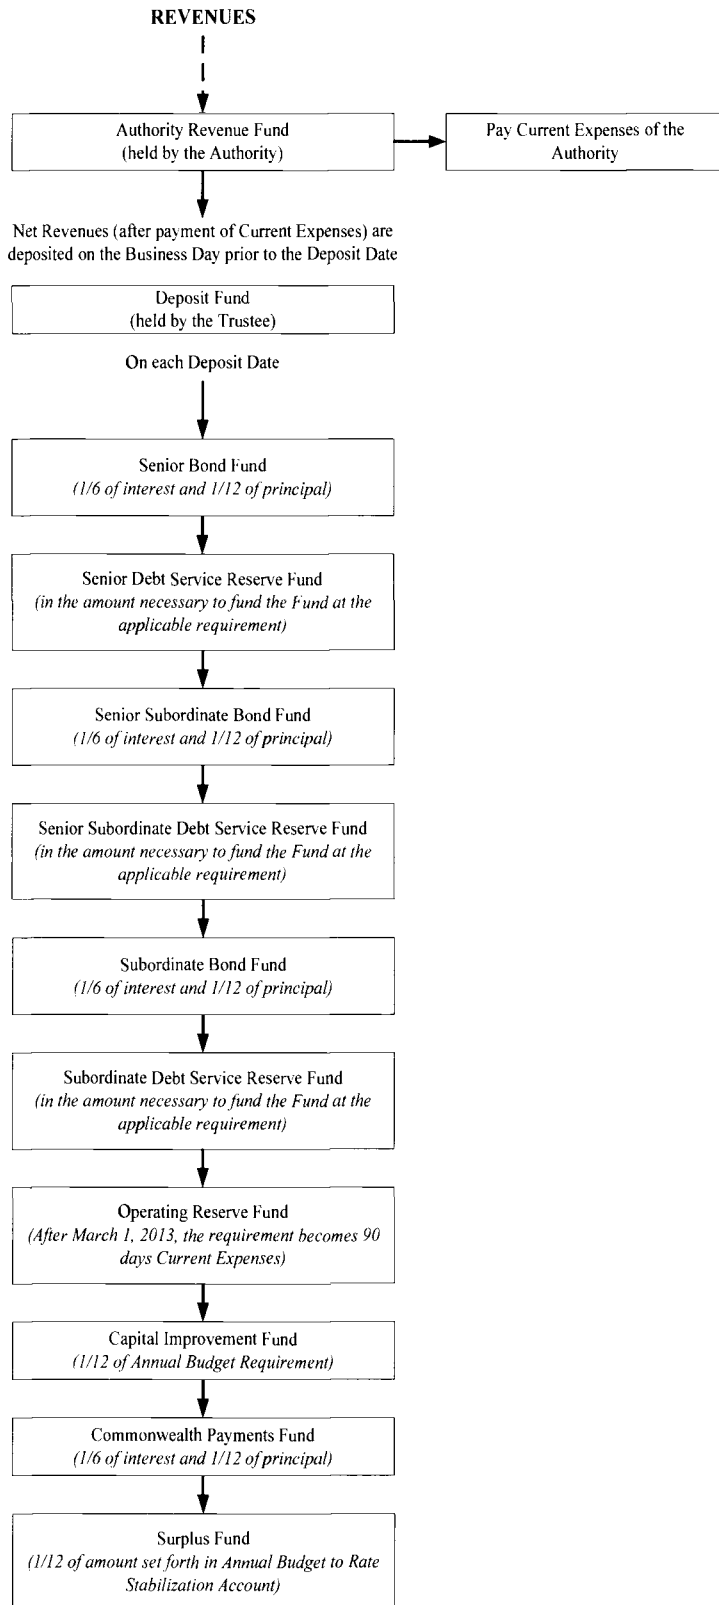 REVENUES
Authority Revenue Fund
(held by the Authority)
Pay Current Expenses of the
Authority
Net Revenues (after payment of Current Expenses) are
deposited on the Business Day prior to the Deposit Date
Deposit Fund
(held by the Trustee)
On each Deposit Date
Senior Bond Fund
(1/6 of interest and 1/12 of principal)
Senior Debt Service Reserve Fund
(in the amount necessary to fund the Fund at the
applicable requirement)
Senior Subordinate Bond Fund
(1/6 of interest and 1/12 of principal)
Senior Subordinate Debt Service Reserve Fund
(in the amount necessary to fund the Fund at the
applicable requirement)
Subordinate Bond Fund
(1/6 of interest and 1/12 of principal)
Subordinate Debt Service Reserve Fund
(in the amount necessary to fund the Fund at the
applicable requirement)
Operating Reserve Fund
(After March 1, 2013, the requirement becomes 90
days Current Expenses)
Capital Improvement Fund
(1/12 of Annual Budget Requirement)
Commonwealth Payments Fund
(1/6 of interest and 1/12 of principal)
Surplus Fund
(1/12 of amount set forth in Annual Budget to Rate
Stabilization Account)